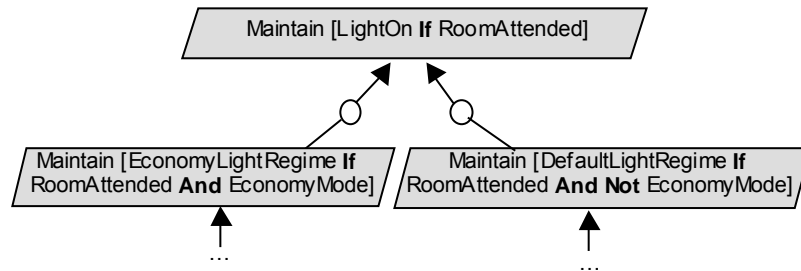 Maintain [LightOn If RoomAttended]
Maintain [EconomyLightRegime If
RoomAttended And EconomyMode]
Maintain [DefaultLightRegime If
RoomAttended And Not EconomyMode]
...
...